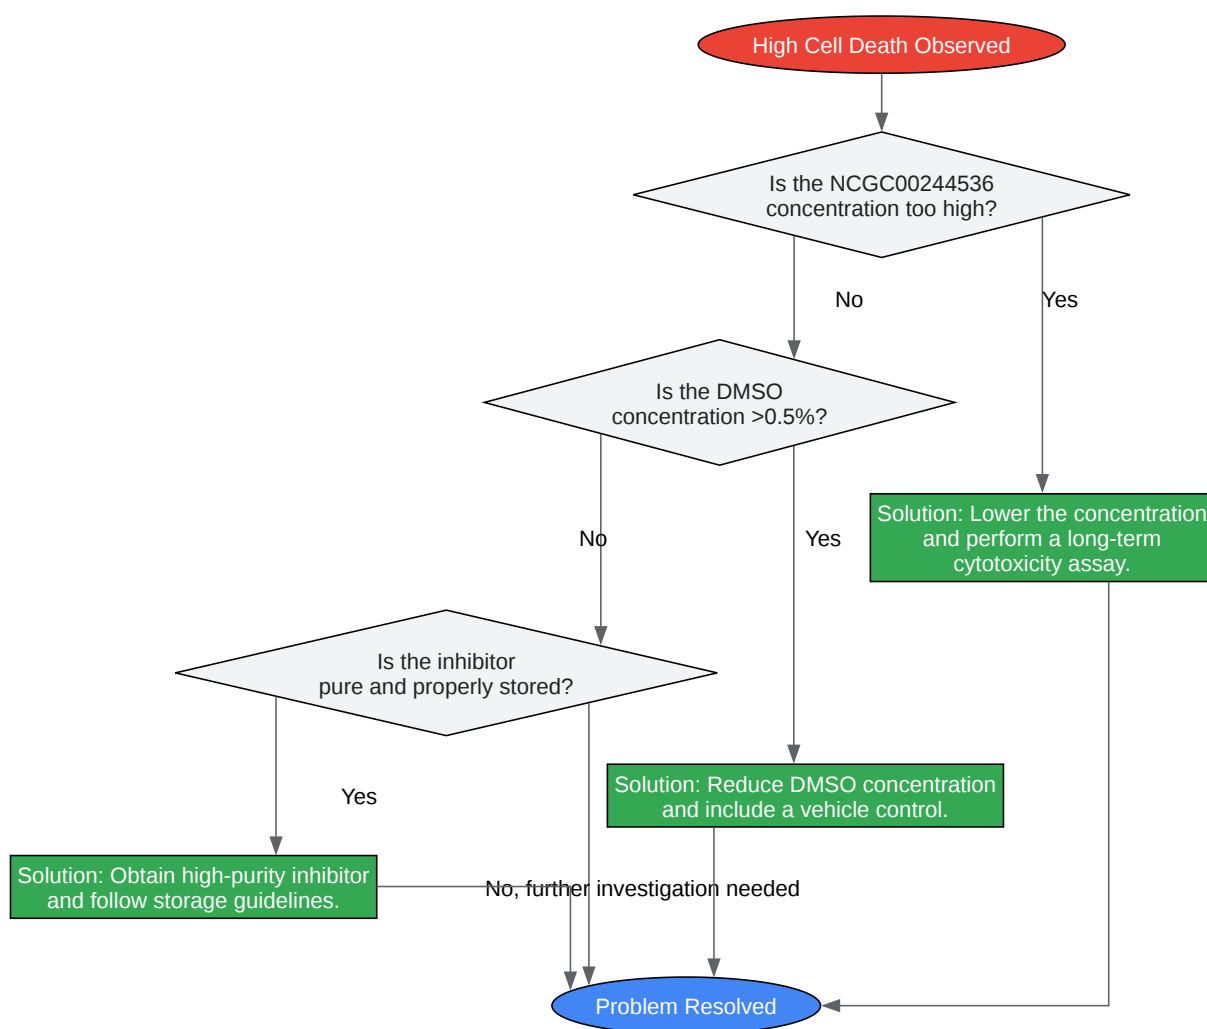 High Cell Death Observed
Is the NCGC00244536
concentration too high?
No
Yes
Is the DMSO
concentration >0.5%?
Solution: Lower the concentration
and perform a long-term
cytotoxicity assay.
No
Yes
Is the inhibitor
pure and properly stored?
Solution: Reduce DMSO concentration
and include a vehicle control.
Yes
Solution: Obtain high-purity inhibitor
and follow storage guidelines.
No, further investigation needed
Problem Resolved